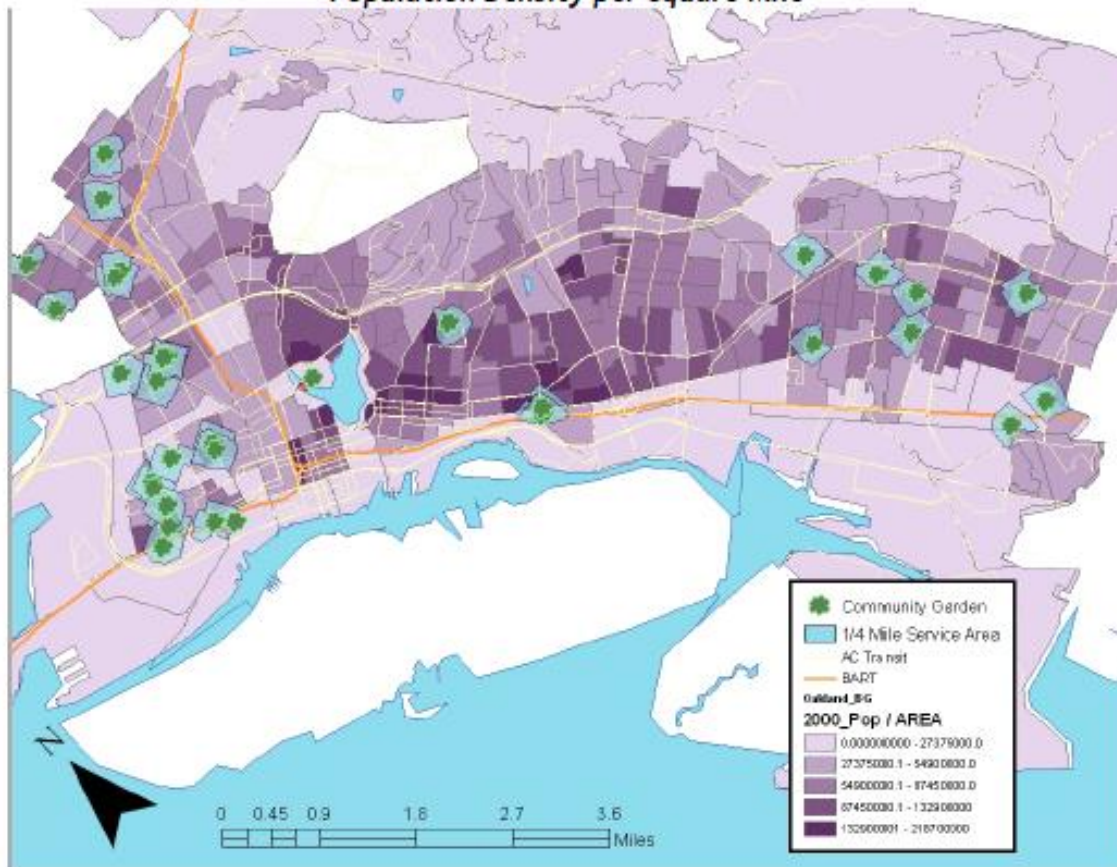 Population Density per Square Mile
Community Garden
1/4 Mile Service Area
AC Transit
BART
Oakland_BG
2000_Pop / AREA
0.000000000 - 27375000.0
27375000.1 - 54900000.0
54900000.1 - 87450000.0
87450000.1 - 132900000
132900001 - 218700000
N
0 0.45 0.9 1.8 2.7 3.6
Miles